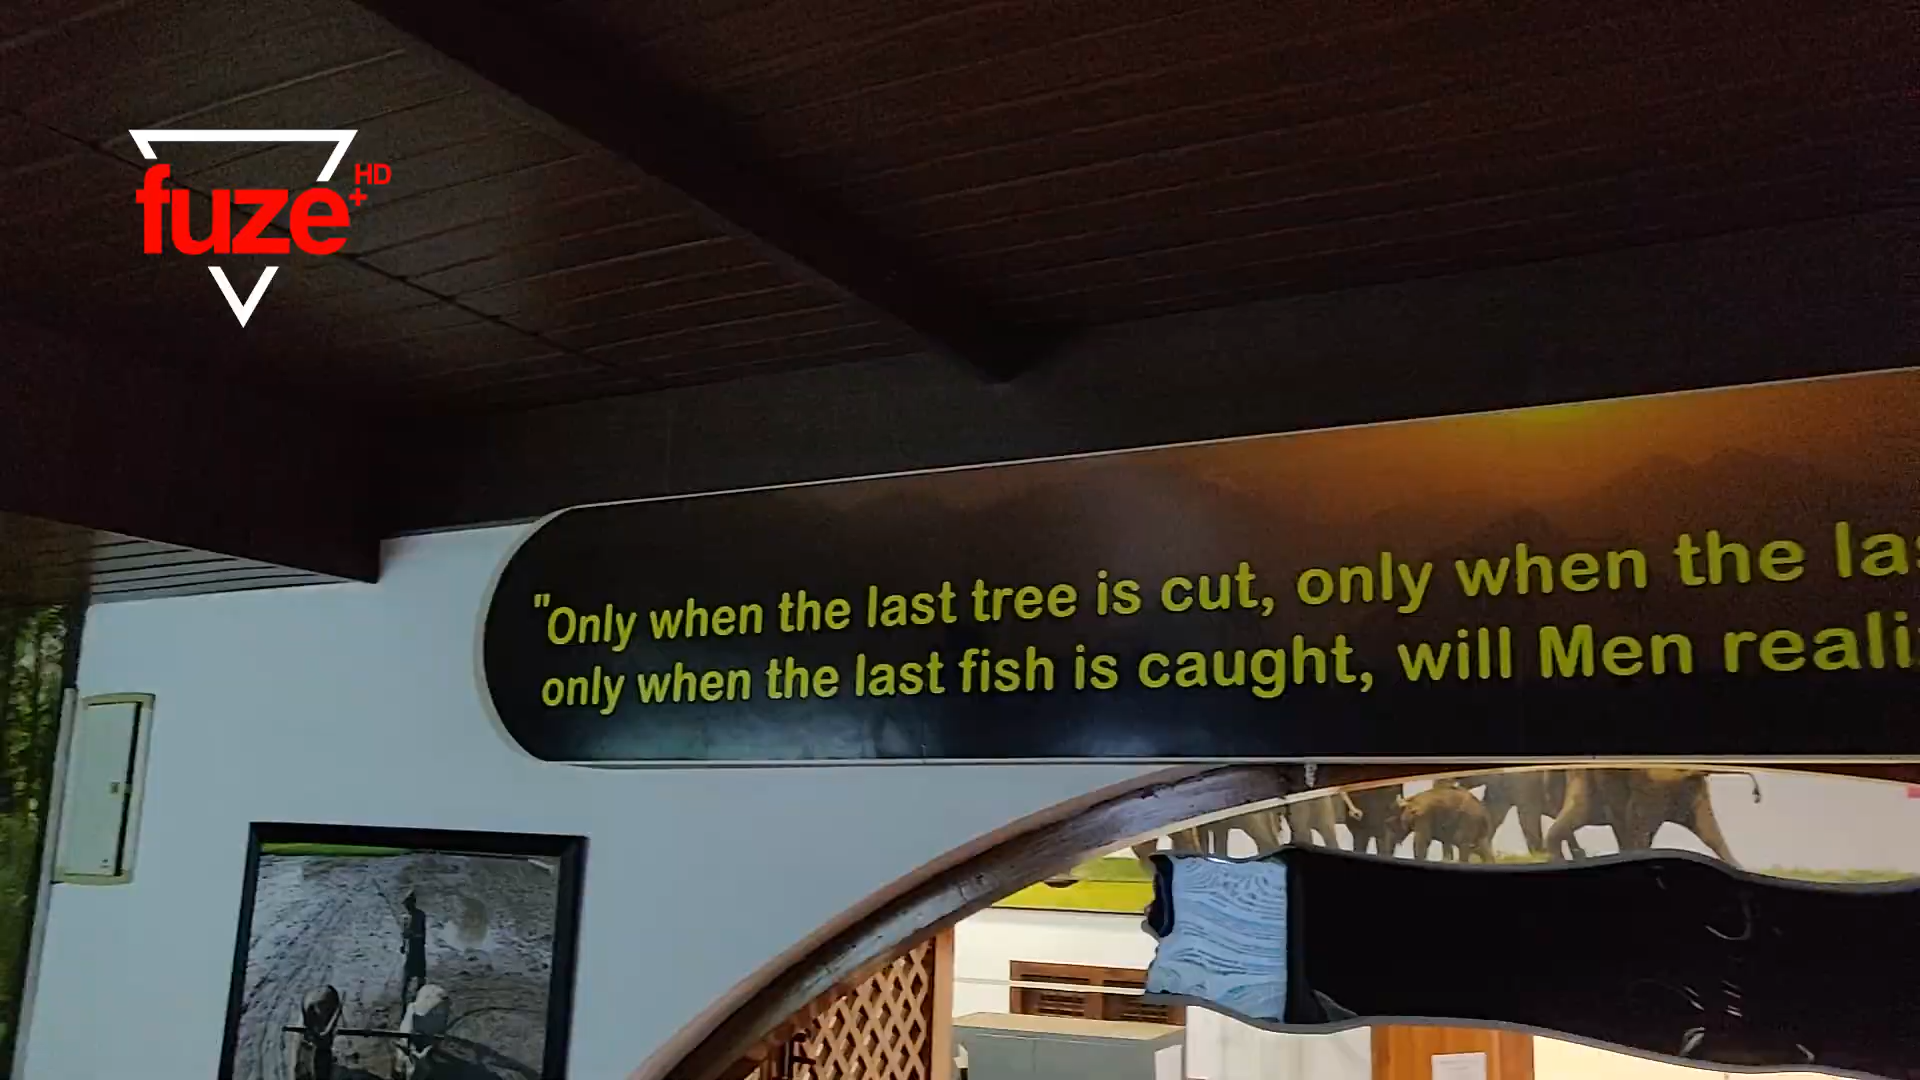 fuze+ HD
"Only when the last tree is cut, only when the
only when the last fish is caught, will Men